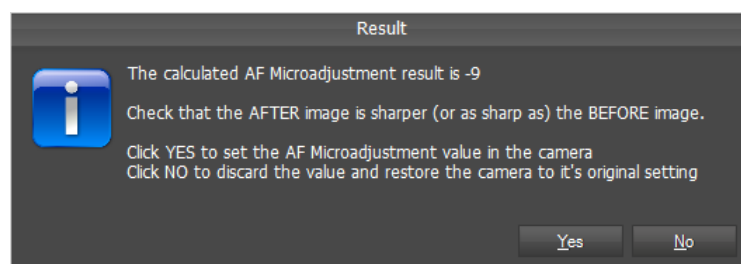 Result
The calculated AF Microadjustment result is -9
Check that the AFTER image is sharper (or as sharp as) the BEFORE image.
Click YES to set the AF Microadjustment value in the camera
Click NO to discard the value and restore the camera to it's original setting
Yes
No